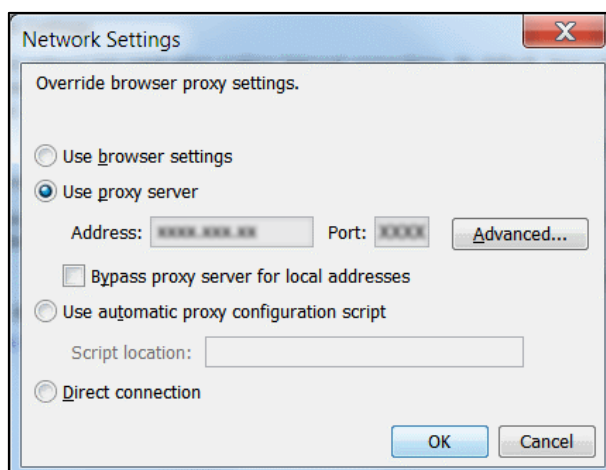 Network Settings
Override browser proxy settings.
Use browser settings
Use proxy server
Address: Port: Advanced...
Bypass proxy server for local addresses
Use automatic proxy configuration script
Script location:
Direct connection
OK Cancel